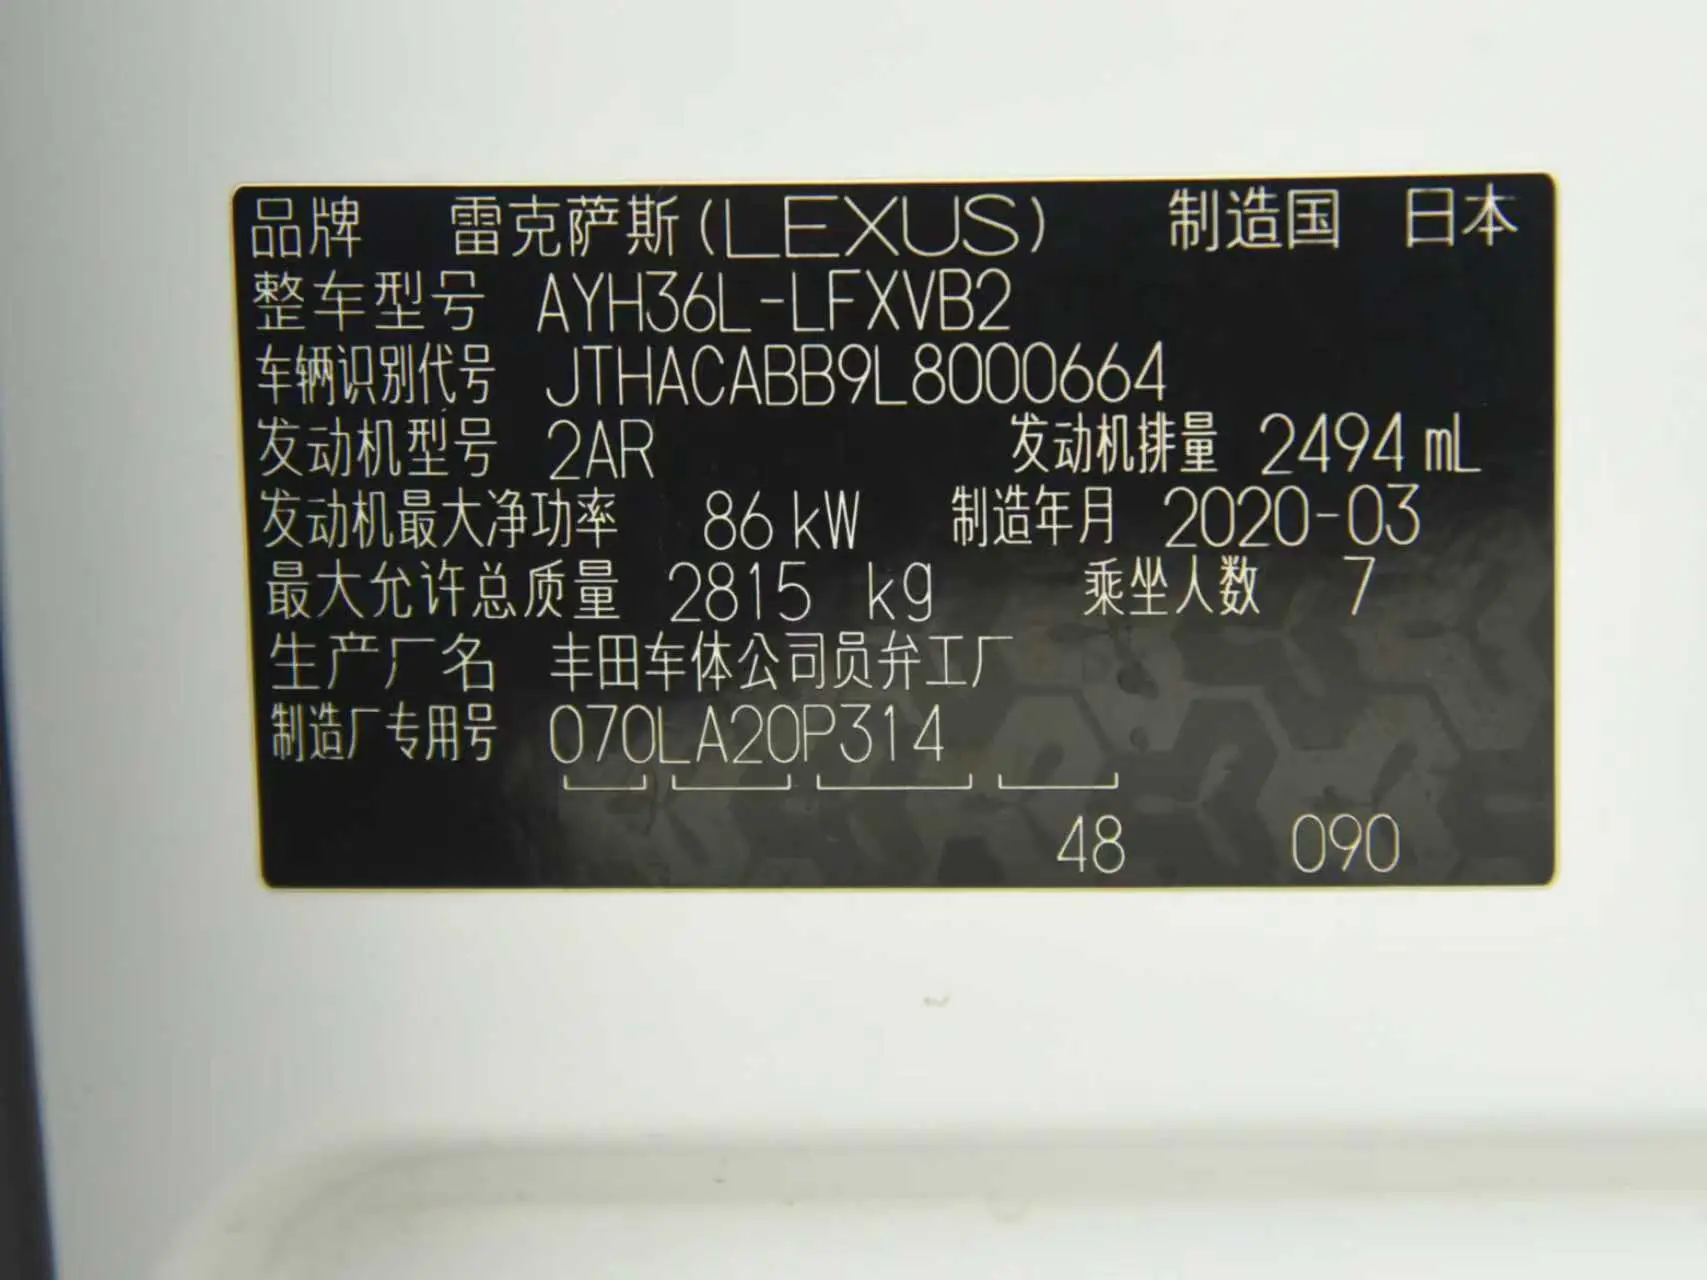 品牌 雷克萨斯(LEXUS) 制造国 日本
整车型号 AYH36L-LFXVB2
车辆识别代号 JTHACABB9L8000664
发动机型号 2AR 发动机排量 2494 mL
发动机最大净功率 86 kW 制造年月 2020-03
最大允许总质量 2815 kg 乘坐人数 7
生产厂名 丰田车体公司员弁工厂
制造厂专用号 070LA20P314
48 090